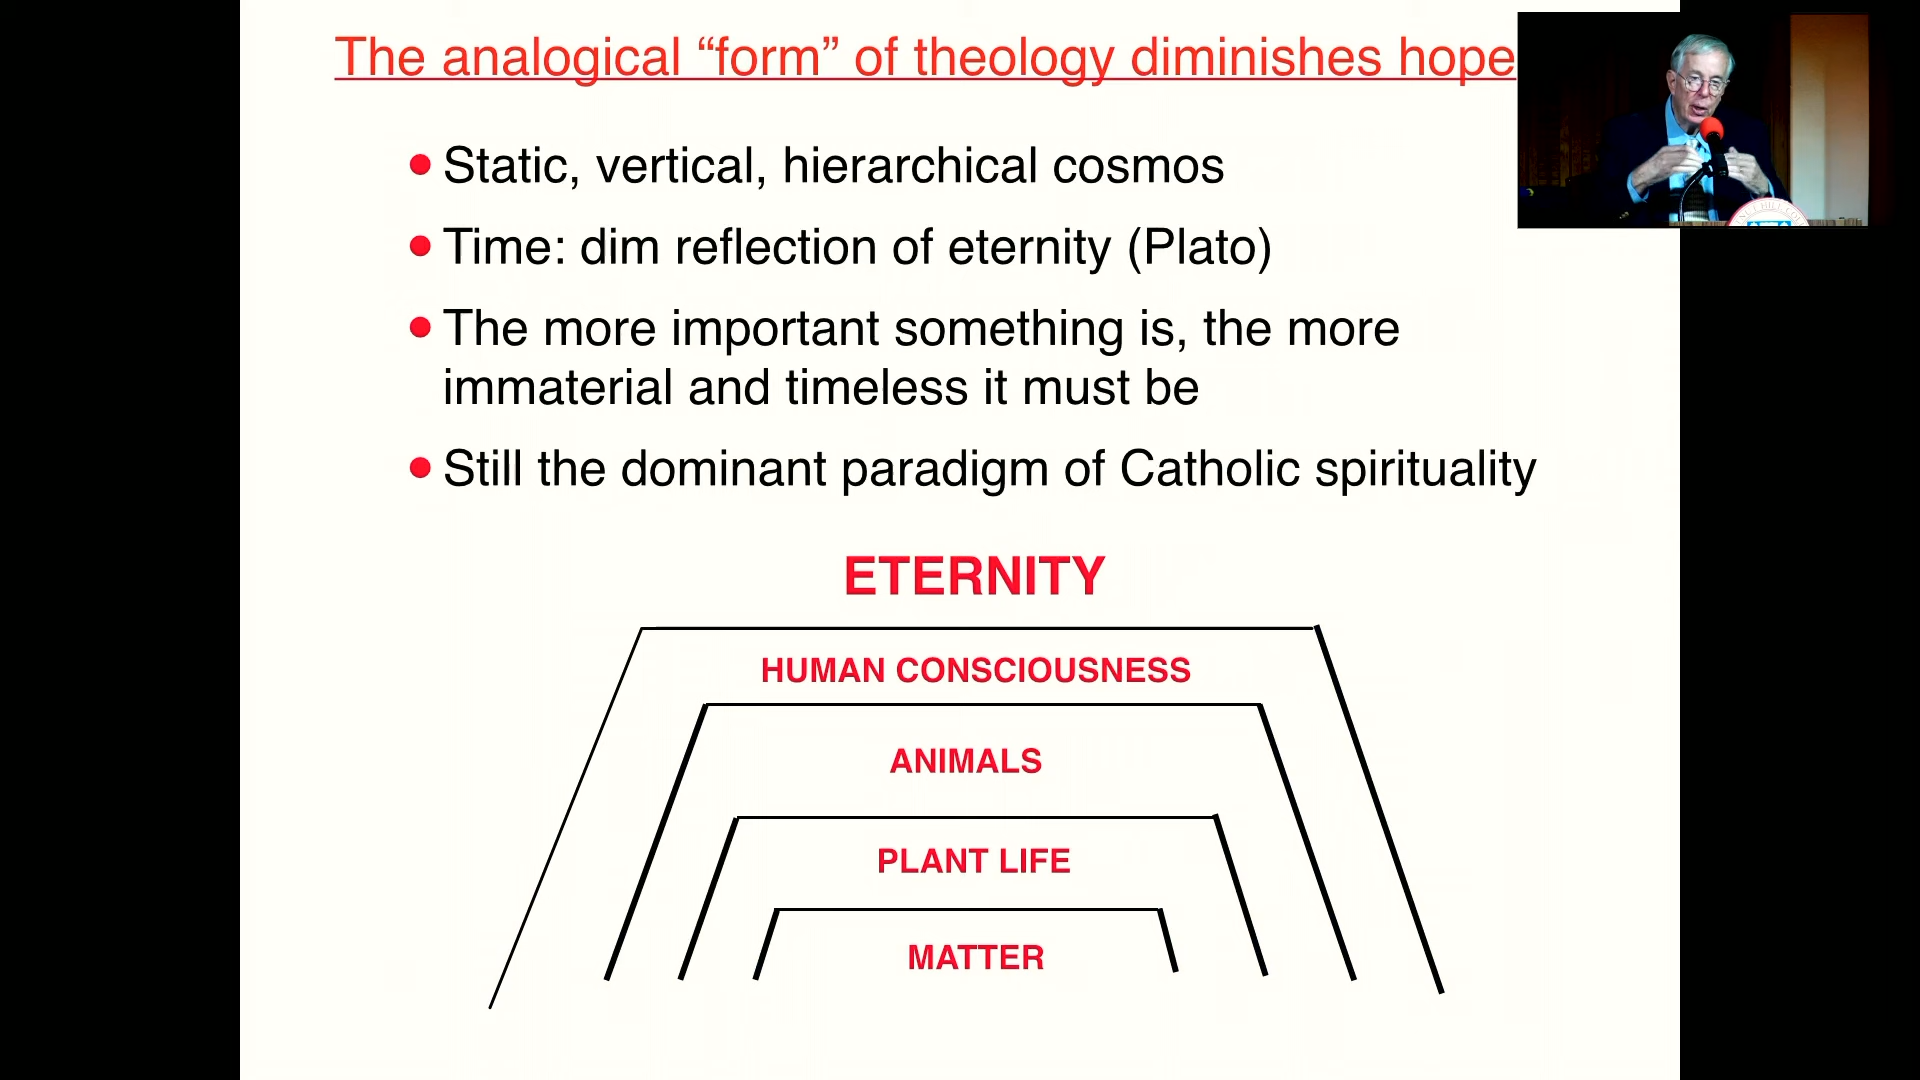 The analogical “form” of theology diminishes hope
Static, vertical, hierarchical cosmos
Time: dim reflection of eternity (Plato)
The more important something is, the more
immaterial and timeless it must be
Still the dominant paradigm of Catholic spirituality
ETERNITY
HUMAN CONSCIOUSNESS
ANIMALS
PLANT LIFE
MATTER